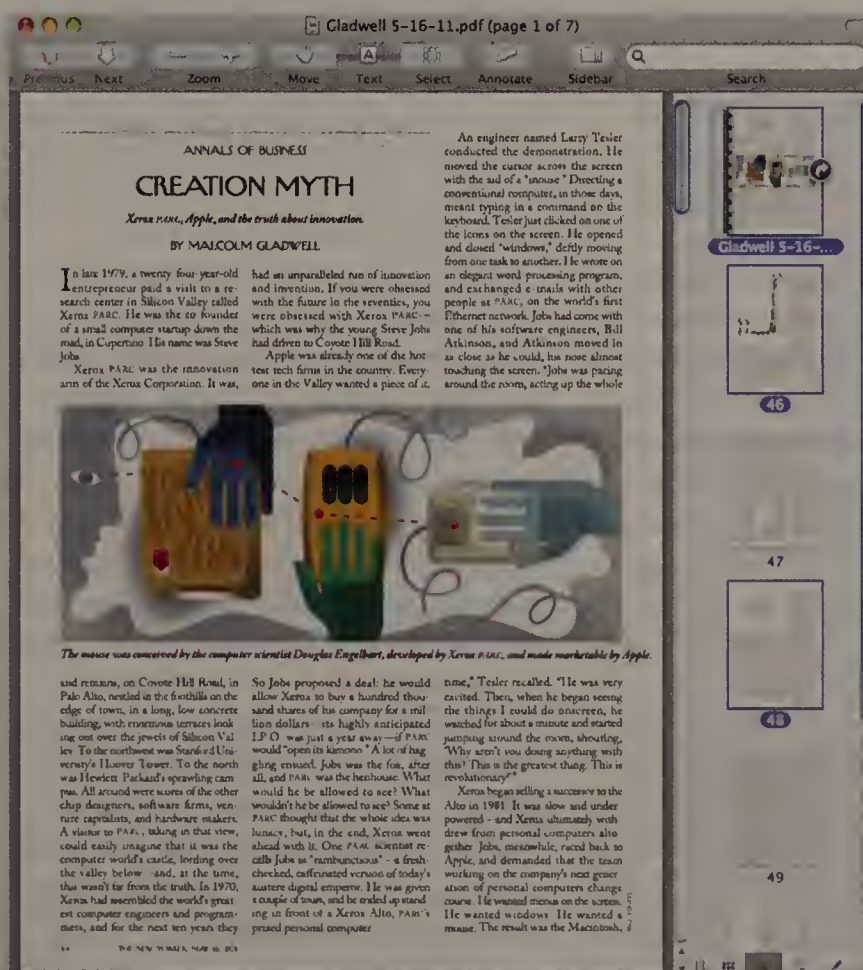 Gladwell 5-16-11.pdf (page 1 of 7)
Previous Next Zoom Move Text Select Annotate Sidebar Search
ANNALS OF BUSINESS
CREATION MYTH
Xerox PARC, Apple, and the truth about innovation.
BY MALCOLM GLADWELL
In late 1979, a twenty four-year-old
entrepreneur paid a visit to a re-
search center in Silicon Valley called
Xerox PARC. He was the co founder
of a small computer startup down the
road, in Cupertino His name was Steve
Jobs
Xerox PARC was the innovation
arm of the Xerox Corporation. It was,
had an unparalleled run of innovation
and invention. If you were obsessed
with the future in the seventies, you
were obsessed with Xerox PARC--
which was why the young Steve Jobs
had driven to Coyote Hill Road.
Apple was already one of the hot
test tech firms in the country. Every-
one in the Valley wanted a piece of it.
An engineer named Larry Tesler
conducted the demonstration. He
moved the cursor across the screen
with the aid of a "mouse " Directing a
conventional computer, in those days,
meant typing in a command on the
keyboard. Tesler just clicked on one of
the icons on the screen. He opened
and closed "windows," deftly moving
from one task to another. He wrote on
an elegant word processing program,
and exchanged e-mails with other
people at PARC, on the world's first
Ethernet network. Jobs had come with
one of his software engineers, Bill
Atkinson, and Atkinson moved in
as close as he could, his nose almost
touching the screen. "Jobs was pacing
around the room, acting up the whole
The mouse was conceived by the computer scientist Douglas Engelbart, developed by Xerox PARC, and made marketable by Apple.
and remains, on Coyote Hill Road, in
Palo Alto, nestled in the foothills on the
edge of town, in a long, low concrete
building, with enormous terraces look
ing out over the jewels of Silicon Val
ley To the northwest was Stanford Uni-
versity's Hoover Tower. To the north
was Hewlett Packard's sprawling cam
pus. All around were scores of the other
chip designers, software firms, ven-
ture capitalists, and hardware makers.
A visitor to PARC, taking in that view,
could easily imagine that it was the
computer world's castle, lording over
the valley below and, at the time,
this wasn't far from the truth. In 1970,
Xerox had assembled the world's great
est computer engineers and program-
mers, and for the next ten years they
So Jobs proposed a deal: he would
allow Xerox to buy a hundred thou-
sand shares of his company for a mil
lion dollars- its highly anticipated
I.P O was just a year away—if PARC
would "open its kimono " A lot of hag
gling ensued. Jobs was the fox, after
all, and PARC was the henhouse. What
would he be allowed to see? What
wouldn't he be allowed to see? Some at
PARC thought that the whole idea was
lunacy, but, in the end, Xerox went
ahead with it. One PARC scientist re-
calls Jobs as "rambunctious" - a fresh-
cheeked, caffeinated version of today's
austere digital emperor. He was given
a couple of tours, and he ended up stand
ing in front of a Xerox Alto, PARC's
prized personal computer
time," Tesler recalled. "He was very
excited. Then, when he began seeing
the things I could do onscreen, he
watched for about a minute and started
jumping around the room, shouting,
'Why aren't you doing anything with
this? This is the greatest thing. This is
revolutionary!'"
Xerox began selling a successor to the
Alto in 1981 It was slow and under
powered - and Xerox ultimately with
drew from personal computers alto
gether Jobs, meanwhile, raced back to
Apple, and demanded that the team
working on the company's next gener
ation of personal computers change
course. He wanted menus on the screen.
He wanted windows He wanted a
mouse. The result was the Macintosh,
THE NEW YORKER, MAY 16, 2011
Gladwell 5-16-...
46
47
48
49